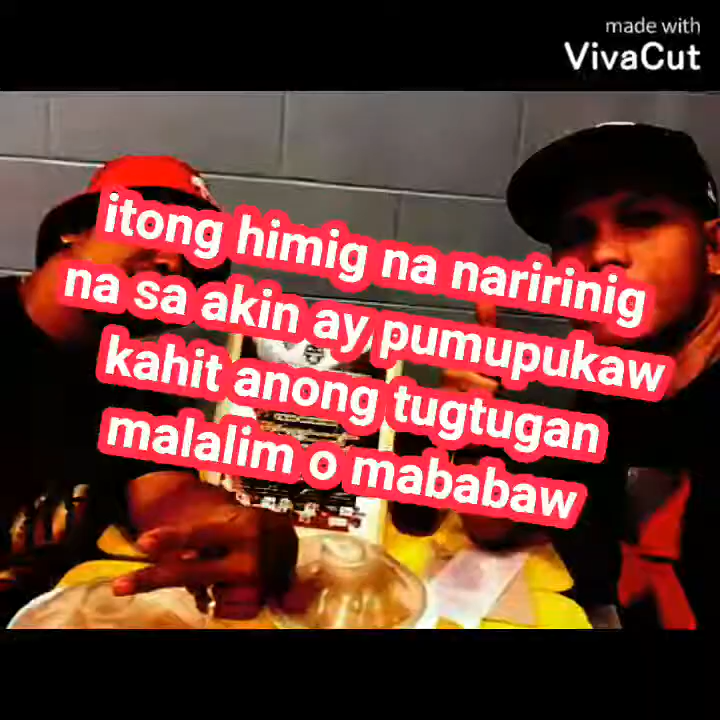 made with
VivaCut
itong himig na naririnig
na sa akin ay pumupukaw
kahit anong tugtugan
malalim o mababaw